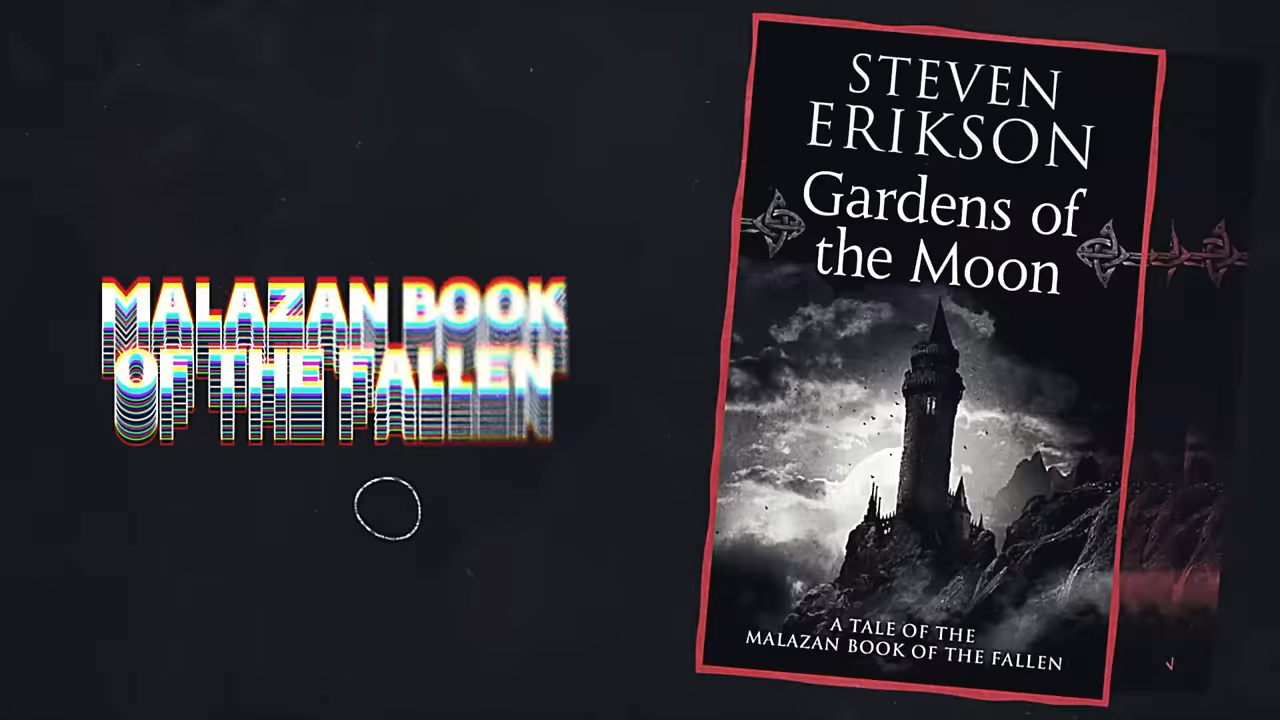 MALAZAN BOOK
OF THE FALLEN
STEVEN
ERIKSON
Gardens of
the Moon
A TALE OF THE
MALAZAN BOOK OF THE FALLEN